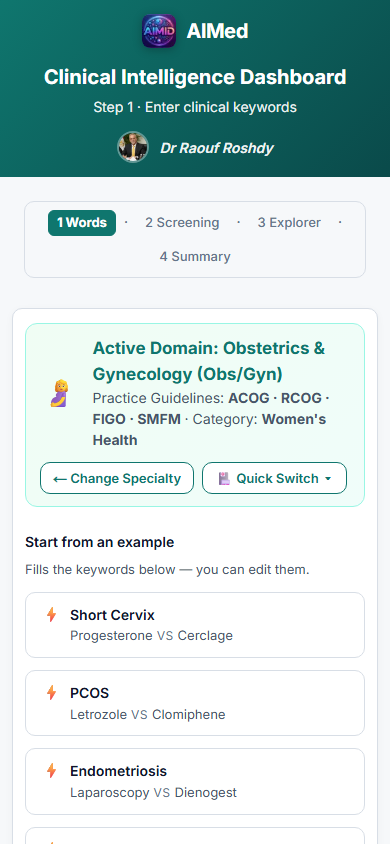 AIMID
AIMed
Clinical Intelligence Dashboard
Step 1 · Enter clinical keywords
Dr Raouf Roshdy
1 Words · 2 Screening · 3 Explorer ·
4 Summary
Active Domain: Obstetrics &
Gynecology (Obs/Gyn)
Practice Guidelines: ACOG · RCOG ·
FIGO · SMFM · Category: Women's
Health
← Change Specialty
Quick Switch
Start from an example
Fills the keywords below — you can edit them.
Short Cervix
Progesterone VS Cerclage
PCOS
Letrozole VS Clomiphene
Endometriosis
Laparoscopy VS Dienogest